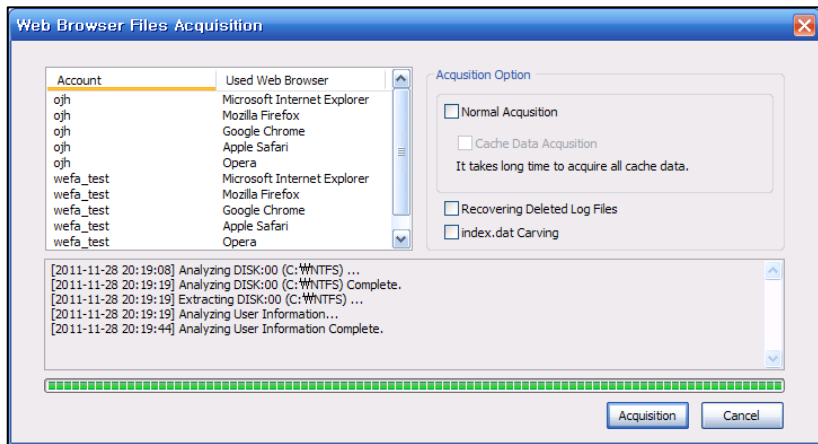 Web Browser Files Acquisition
Account Used Web Browser
ojh Microsoft Internet Explorer
ojh Mozilla Firefox
ojh Google Chrome
ojh Apple Safari
ojh Opera
wefa_test Microsoft Internet Explorer
wefa_test Mozilla Firefox
wefa_test Google Chrome
wefa_test Apple Safari
wefa_test Opera
Acqusition Option
Normal Acqusition
Cache Data Acqusition
It takes long time to acquire all cache data.
Recovering Deleted Log Files
index.dat Carving
[2011-11-28 20:19:08] Analyzing DISK:00 (C:₩NTFS) ...
[2011-11-28 20:19:19] Analyzing DISK:00 (C:₩NTFS) Complete.
[2011-11-28 20:19:19] Extracting DISK:00 (C:₩NTFS) ...
[2011-11-28 20:19:19] Analyzing User Information...
[2011-11-28 20:19:44] Analyzing User Information Complete.
Acquisition Cancel